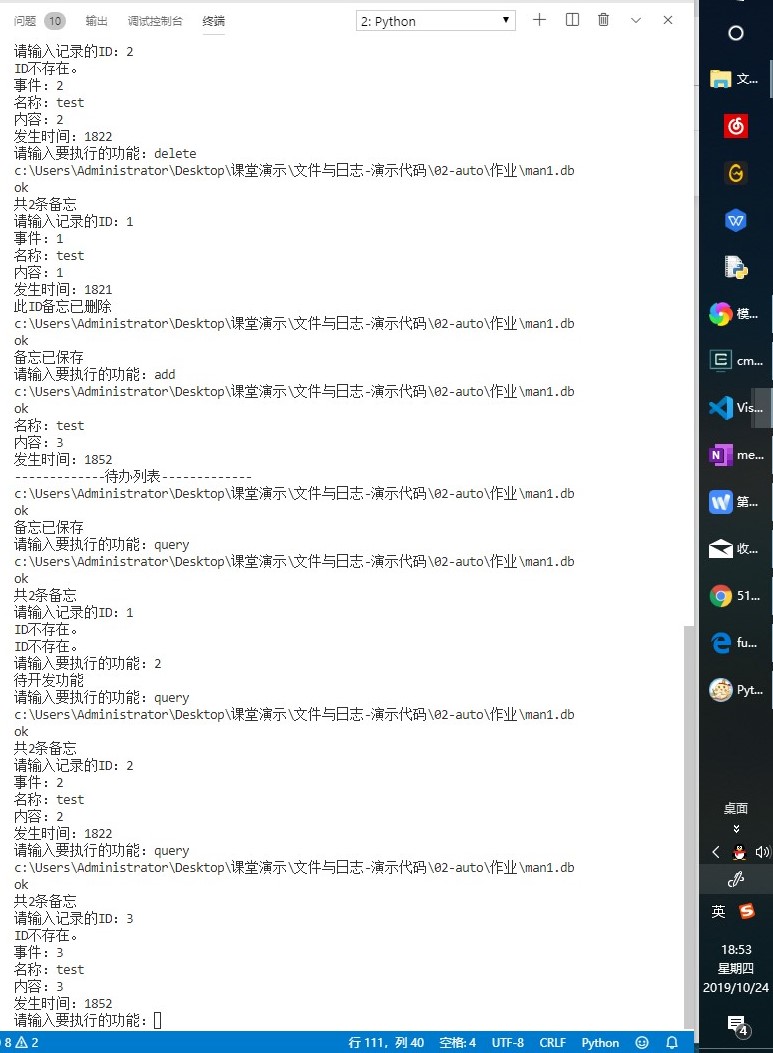 问题 10 输出 调试控制台 终端 2: Python
请输入记录的ID: 2
ID不存在。
事件: 2
名称: test
内容: 2
发生时间: 1822
请输入要执行的功能: delete
c:\Users\Administrator\Desktop\课堂演示\文件与日志-演示代码\02-auto\作业\man1.db
ok
共2条备忘
请输入记录的ID: 1
事件: 1
名称: test
内容: 1
发生时间: 1821
此ID备忘已删除
c:\Users\Administrator\Desktop\课堂演示\文件与日志-演示代码\02-auto\作业\man1.db
ok
备忘已保存
请输入要执行的功能: add
c:\Users\Administrator\Desktop\课堂演示\文件与日志-演示代码\02-auto\作业\man1.db
ok
名称: test
内容: 3
发生时间: 1852
-------------待办列表-------------
c:\Users\Administrator\Desktop\课堂演示\文件与日志-演示代码\02-auto\作业\man1.db
ok
备忘已保存
请输入要执行的功能: query
c:\Users\Administrator\Desktop\课堂演示\文件与日志-演示代码\02-auto\作业\man1.db
ok
共2条备忘
请输入记录的ID: 1
ID不存在。
ID不存在。
请输入要执行的功能: 2
待开发功能
请输入要执行的功能: query
c:\Users\Administrator\Desktop\课堂演示\文件与日志-演示代码\02-auto\作业\man1.db
ok
共2条备忘
请输入记录的ID: 2
事件: 2
名称: test
内容: 2
发生时间: 1822
请输入要执行的功能: query
c:\Users\Administrator\Desktop\课堂演示\文件与日志-演示代码\02-auto\作业\man1.db
ok
共2条备忘
请输入记录的ID: 3
ID不存在。
事件: 3
名称: test
内容: 3
发生时间: 1852
请输入要执行的功能:
8 2 行 111，列 40 空格: 4 UTF-8 CRLF Python
文...
模...
cm...
Vis...
me...
第...
收...
51...
fu...
Pyt...
桌面
英
18:53
星期四
2019/10/24
4